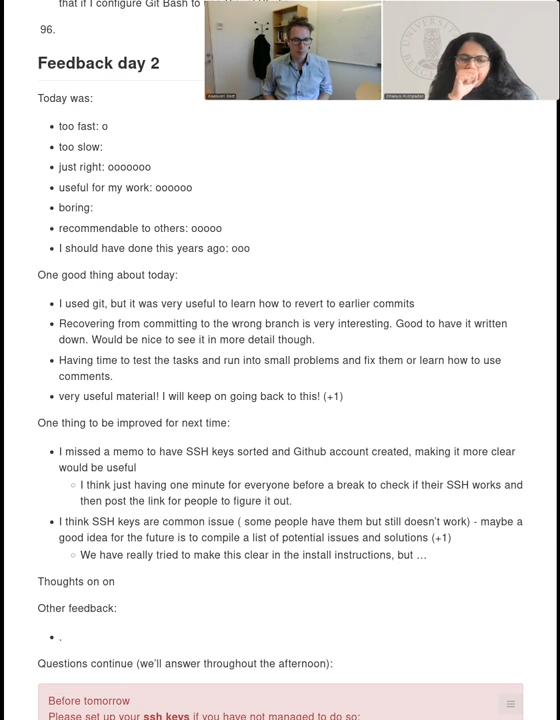 that if I configure Git Bash to
96.
Feedback day 2
Today was:
• too fast: o
• too slow:
• just right: ooooooo
• useful for my work: oooooo
• boring:
• recommendable to others: ooooo
• I should have done this years ago: ooo
One good thing about today:
• I used git, but it was very useful to learn how to revert to earlier commits
• Recovering from committing to the wrong branch is very interesting. Good to have it written
down. Would be nice to see it in more detail though.
• Having time to test the tasks and run into small problems and fix them or learn how to use
comments.
• very useful material! I will keep on going back to this! (+1)
One thing to be improved for next time:
• I missed a memo to have SSH keys sorted and Github account created, making it more clear
would be useful
○ I think just having one minute for everyone before a break to check if their SSH works and
then post the link for people to figure it out.
• I think SSH keys are common issue ( some people have them but still doesn't work) - maybe a
good idea for the future is to compile a list of potential issues and solutions (+1)
○ We have really tried to make this clear in the install instructions, but …
Thoughts on on
Other feedback:
• .
Questions continue (we'll answer throughout the afternoon):
Before tomorrow
Please set up your ssh keys if you have not managed to do so: